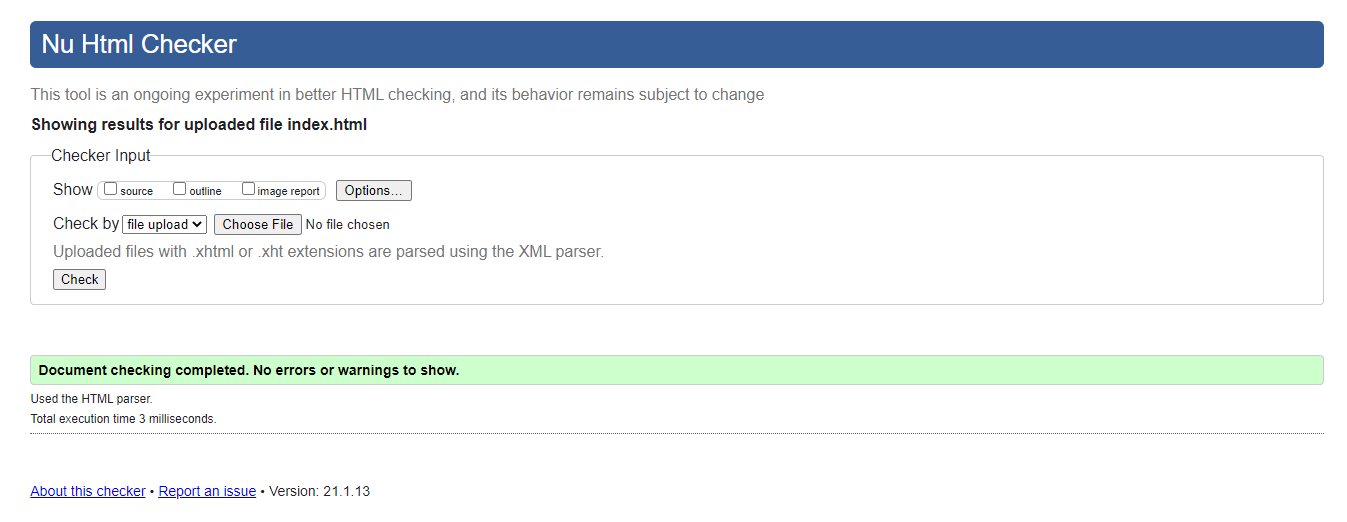 Nu Html Checker
This tool is an ongoing experiment in better HTML checking, and its behavior remains subject to change
Showing results for uploaded file index.html
Checker Input
Show source outline image report Options...
Check by file upload Choose File No file chosen
Uploaded files with .xhtml or .xht extensions are parsed using the XML parser.
Check
Document checking completed. No errors or warnings to show.
Used the HTML parser.
Total execution time 3 milliseconds.
About this checker • Report an issue • Version: 21.1.13